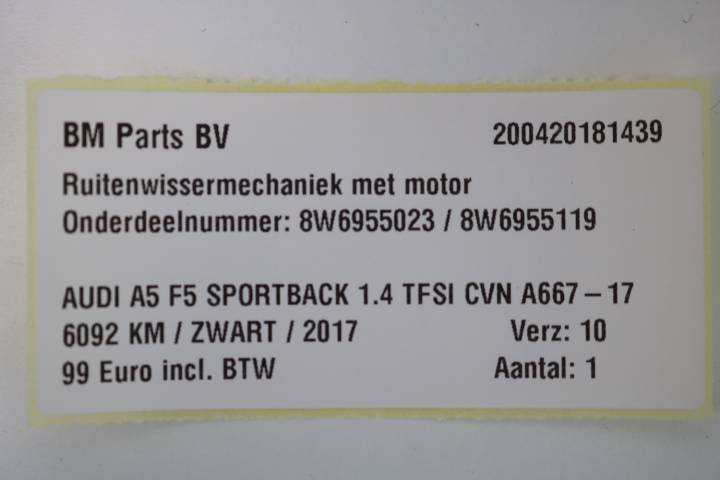 BM Parts BV 200420181439
Ruitenwissermechaniek met motor
Onderdeelnummer: 8W6955023 / 8W6955119
AUDI A5 F5 SPORTBACK 1.4 TFSI CVN A667-17
6092 KM / ZWART / 2017 Verz: 10
99 Euro incl. BTW Aantal: 1